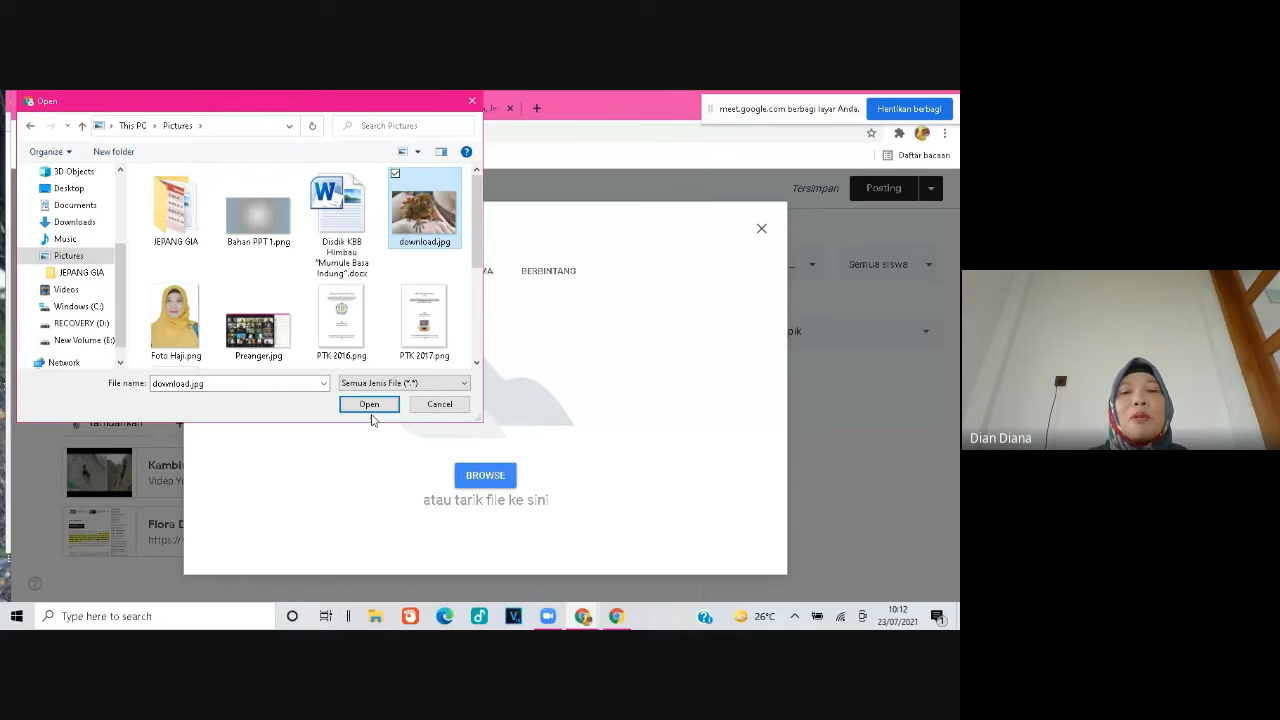 Open
meet.google.com berbagi layar Anda.
Hentikan berbagi
This PC
Pictures
Search Pictures
Organize
New folder
Daftar bacaan
3D Objects
Desktop
Documents
Downloads
Music
Pictures
JEPANG GIA
Videos
Windows (C:)
RECOVERY (D:)
New Volume (E:)
Network
JEPANG GIA
Bahan PPT 1.png
Disdik KBB
Himbau
"Mumule Basa
Indung".docx
download.jpg
Foto Haji.png
Preanger.jpg
PTK 2016.png
PTK 2017.png
File name:
download.jpg
Semua Jenis File (*.*)
Open
Cancel
Tersimpan
Posting
BERBINTANG
Semua siswa
BROWSE
atau tarik file ke sini
Kambi
Video Y
Flora D
https://
Dian Diana
Type here to search
26°C
10:12
23/07/2021